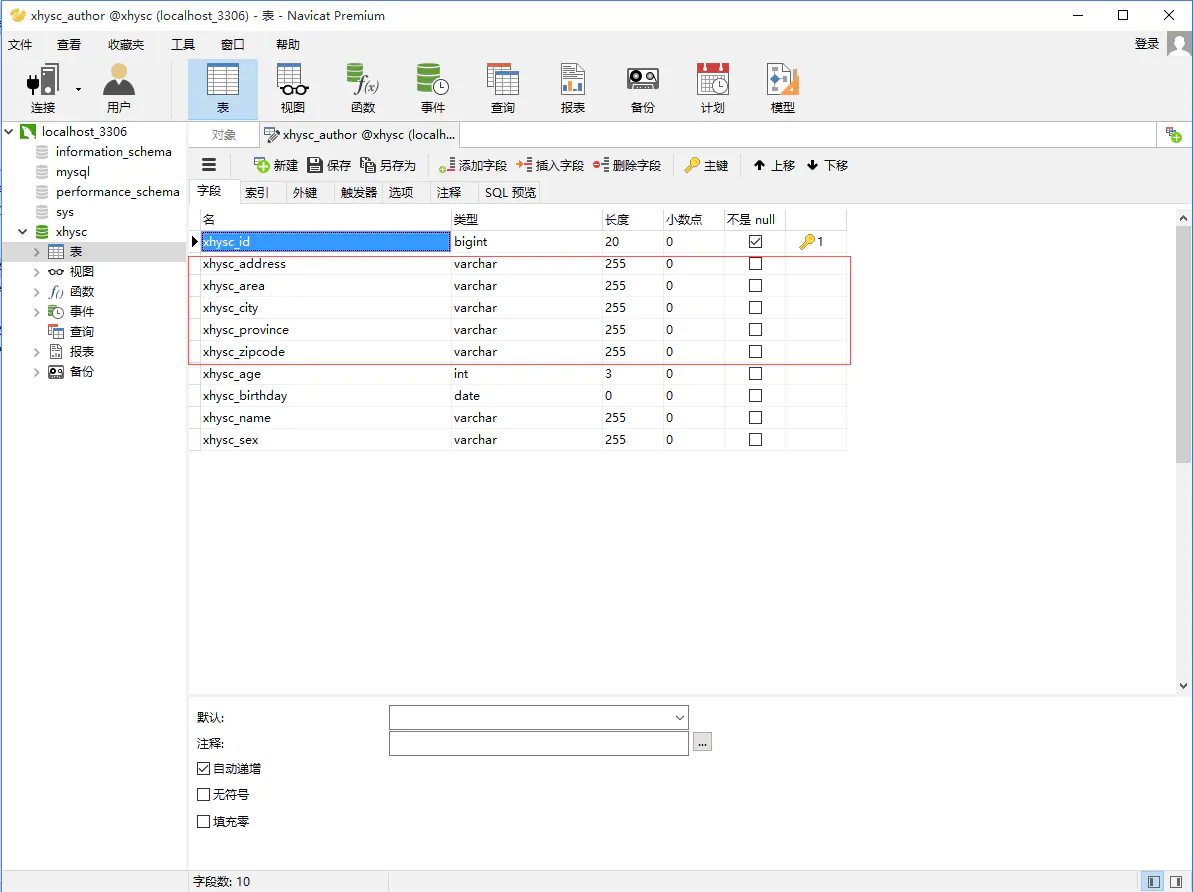 xhysc_author @xhysc (localhost_3306) - 表 - Navicat Premium
文件 查看 收藏夹 工具 窗口 帮助 登录
连接 用户 表 视图 函数 事件 查询 报表 备份 计划 模型
localhost_3306
information_schema
mysql
performance_schema
sys
xhysc
表
视图
函数
事件
查询
报表
备份
对象 xhysc_author @xhysc (localh...
新建 保存 另存为 添加字段 插入字段 删除字段 主键 上移 下移
字段 索引 外键 触发器 选项 注释 SQL 预览
名 类型 长度 小数点 不是 null
xhysc_id bigint 20 0 1
xhysc_address varchar 255 0
xhysc_area varchar 255 0
xhysc_city varchar 255 0
xhysc_province varchar 255 0
xhysc_zipcode varchar 255 0
xhysc_age int 3 0
xhysc_birthday date 0 0
xhysc_name varchar 255 0
xhysc_sex varchar 255 0
默认:
注释: ...
自动递增
无符号
填充零
字段数: 10